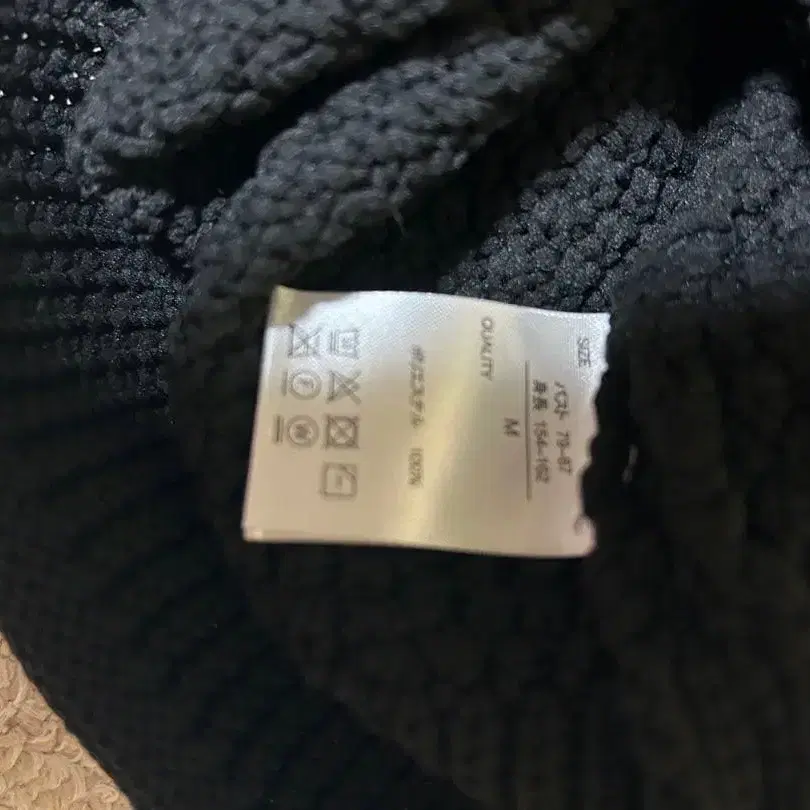 SIZE
バスト 79-87
身長 154-162
M
QUALITY
ポリエステル 100%